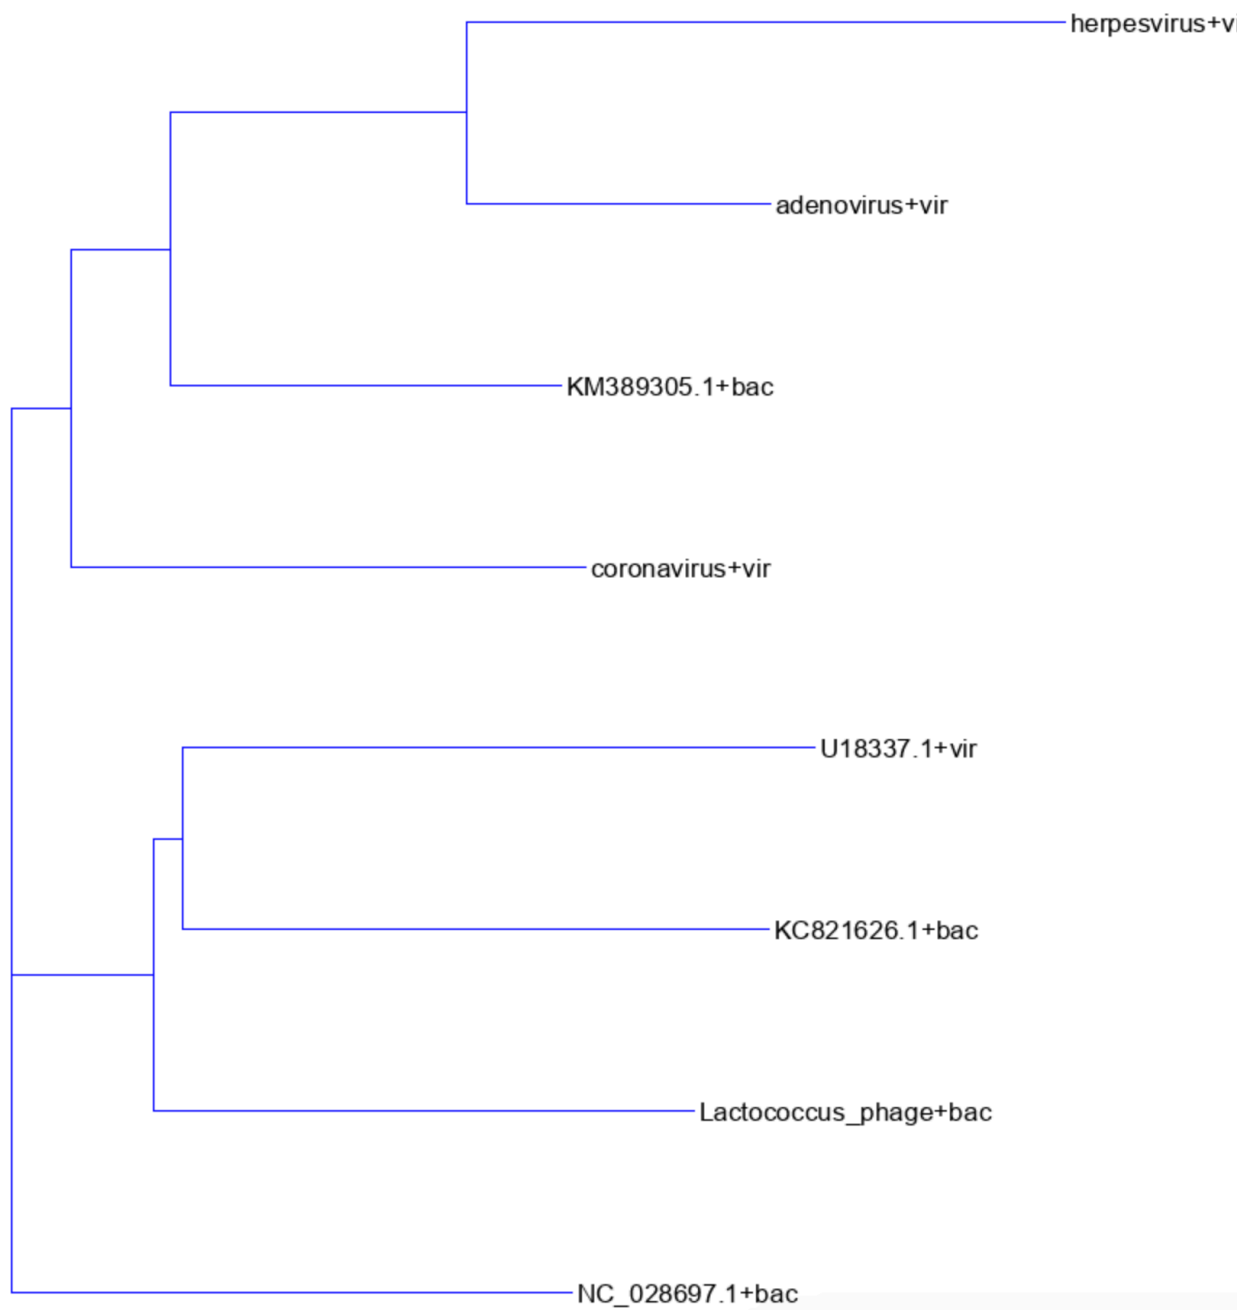 herpesvirus+vi
adenovirus+vir
KM389305.1+bac
coronavirus+vir
U18337.1+vir
KC821626.1+bac
Lactococcus_phage+bac
NC_028697.1+bac